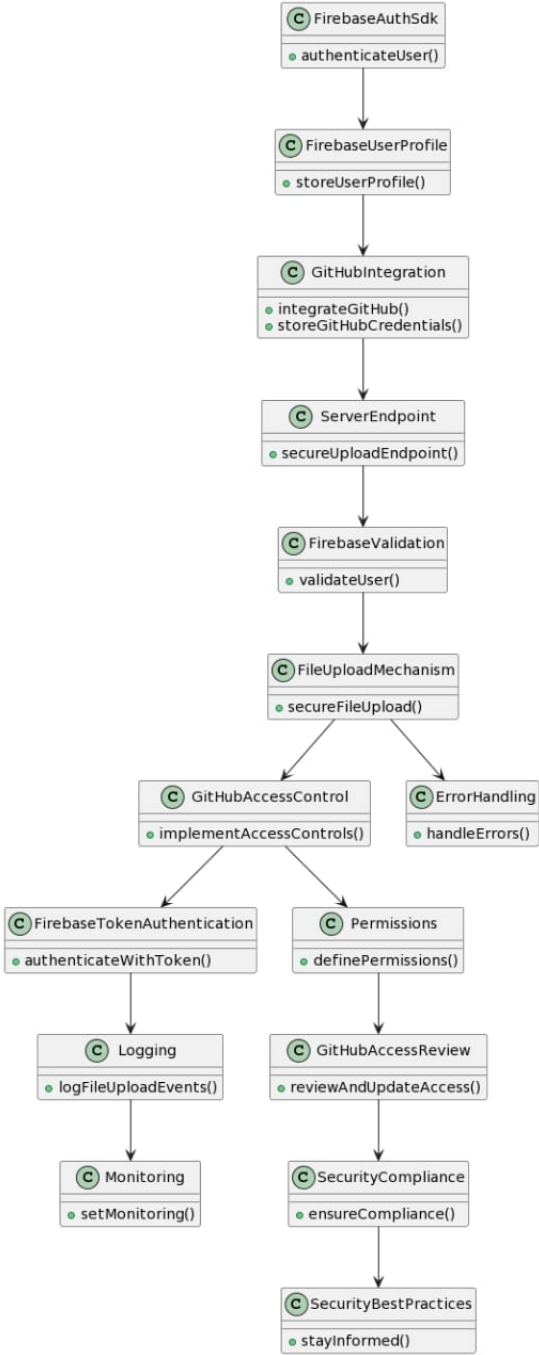 C FirebaseAuthSdk
authenticateUser()
C FirebaseUserProfile
storeUserProfile()
C GitHubIntegration
integrateGitHub()
storeGitHubCredentials()
C ServerEndpoint
secureUploadEndpoint()
C FirebaseValidation
validateUser()
C FileUploadMechanism
secureFileUpload()
C GitHubAccessControl
implementAccessControls()
C ErrorHandling
handleErrors()
C FirebaseTokenAuthentication
authenticateWithToken()
C Permissions
definePermissions()
C Logging
logFileUploadEvents()
C GitHubAccessReview
reviewAndUpdateAccess()
C Monitoring
setMonitoring()
C SecurityCompliance
ensureCompliance()
C SecurityBestPractices
stayInformed()